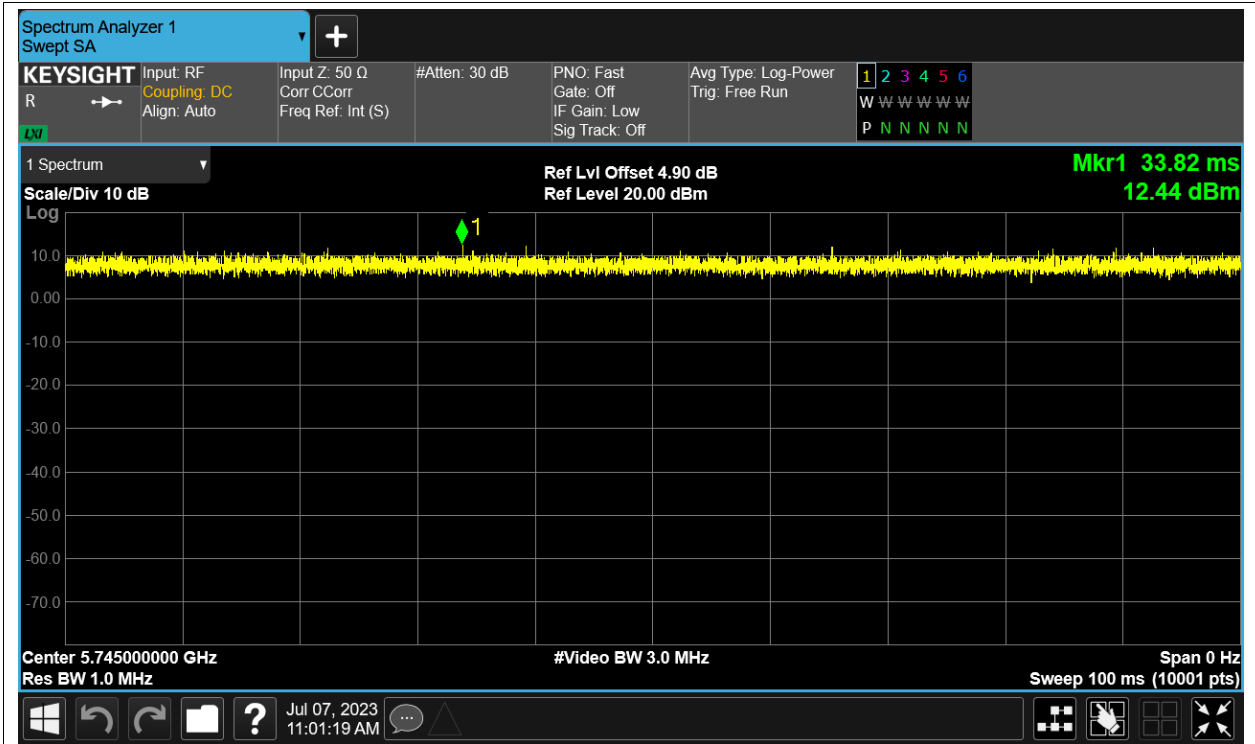 Spectrum Analyzer 1
Swept SA
+
KEYSIGHT
R
LXI
Input: RF
Coupling: DC
Align: Auto
Input Z: 50 Ω
Corr CCorr
Freq Ref: Int (S)
#Atten: 30 dB
PNO: Fast
Gate: Off
IF Gain: Low
Sig Track: Off
Avg Type: Log-Power
Trig: Free Run
1 2 3 4 5 6
W W W W W W
P N N N N N
1 Spectrum
Scale/Div 10 dB
Log
Ref Lvl Offset 4.90 dB
Ref Level 20.00 dBm
Mkr1 33.82 ms
12.44 dBm
1
10.0
0.00
-10.0
-20.0
-30.0
-40.0
-50.0
-60.0
-70.0
Center 5.745000000 GHz
Res BW 1.0 MHz
#Video BW 3.0 MHz
Span 0 Hz
Sweep 100 ms (10001 pts)
?
Jul 07, 2023
11:01:19 AM